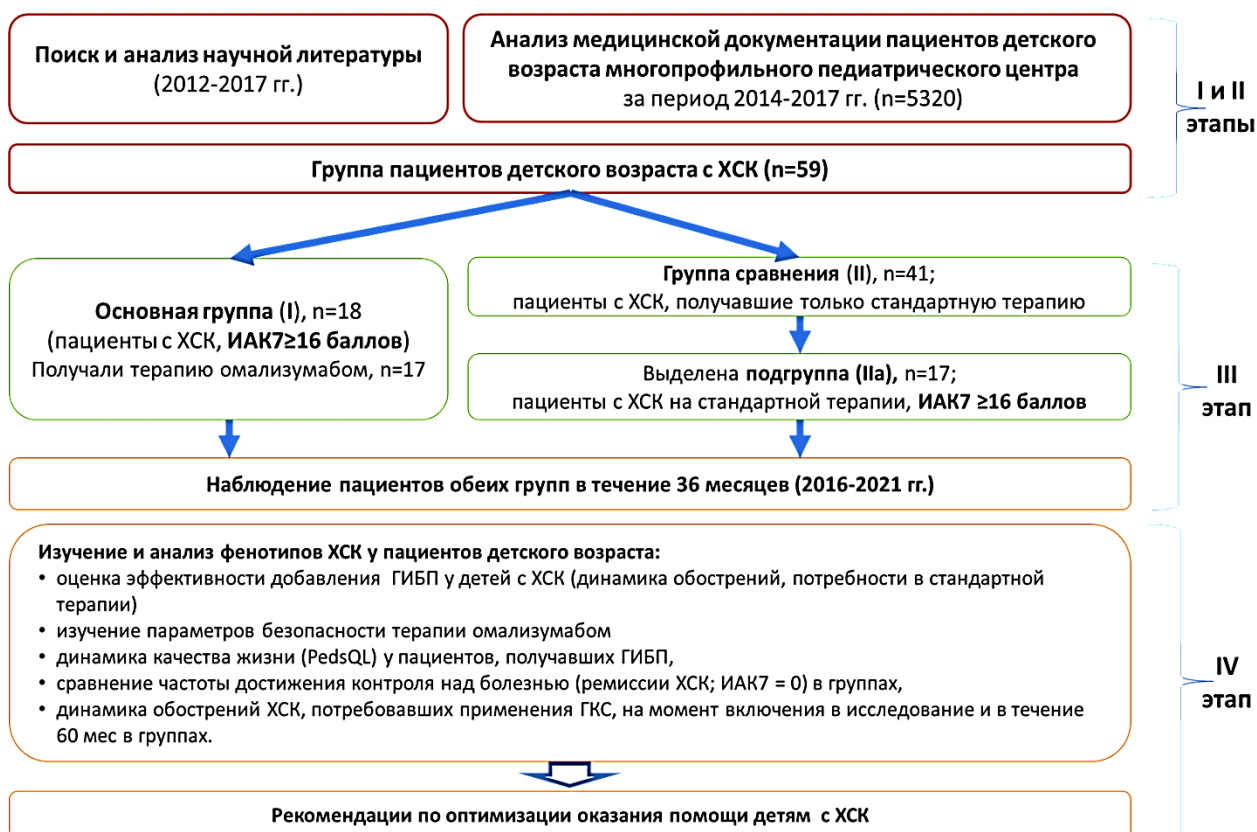 Поиск и анализ научной литературы
(2012-2017 гг.)
Анализ медицинской документации пациентов детского
возраста многопрофильного педиатрического центра
за период 2014-2017 гг. (n=5320)
I и II
этапы
Группа пациентов детского возраста с ХСК (n=59)
Основная группа (I), n=18
(пациенты с ХСК, ИАК7≥16 баллов)
Получали терапию омализумабом, n=17
Группа сравнения (II), n=41;
пациенты с ХСК, получавшие только стандартную терапию
Выделена подгруппа (IIa), n=17;
пациенты с ХСК на стандартной терапии, ИАК7 ≥16 баллов
III
этап
Наблюдение пациентов обеих групп в течение 36 месяцев (2016-2021 гг.)
Изучение и анализ фенотипов ХСК у пациентов детского возраста:
• оценка эффективности добавления ГИБП у детей с ХСК (динамика обострений, потребности в стандартной
терапии)
• изучение параметров безопасности терапии омализумабом
• динамика качества жизни (PedsQL) у пациентов, получавших ГИБП,
• сравнение частоты достижения контроля над болезнью (ремиссии ХСК; ИАК7 = 0) в группах,
• динамика обострений ХСК, потребовавших применения ГКС, на момент включения в исследование и в течение
60 мес в группах.
IV
этап
Рекомендации по оптимизации оказания помощи детям с ХСК